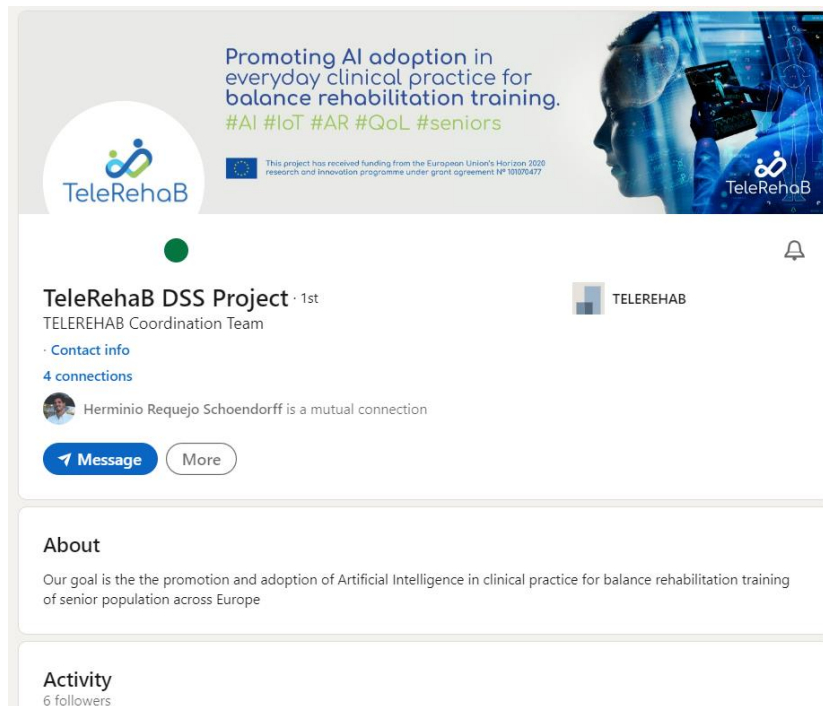 Promoting AI adoption in
everyday clinical practice for
balance rehabilitation training.
#AI #IoT #AR #QoL #seniors
This project has received funding from the European Union's Horizon 2020
research and innovation programme under grant agreement Nº 101070477
TeleRehaB
TeleRehaB
TeleRehaB DSS Project · 1st
TELEREHAB
TELEREHAB Coordination Team
· Contact info
4 connections
Herminio Requejo Schoendorff is a mutual connection
Message
More
About
Our goal is the the promotion and adoption of Artificial Intelligence in clinical practice for balance rehabilitation training
of senior population across Europe
Activity
6 followers